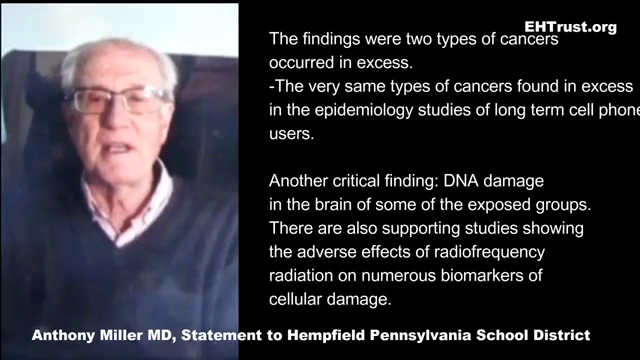 EHTrust.org
The findings were two types of cancers
occurred in excess.
-The very same types of cancers found in excess
in the epidemiology studies of long term cell phone
users.
Another critical finding: DNA damage
in the brain of some of the exposed groups.
There are also supporting studies showing
the adverse effects of radiofrequency
radiation on numerous biomarkers of
cellular damage.
Anthony Miller MD, Statement to Hempfield Pennsylvania School District